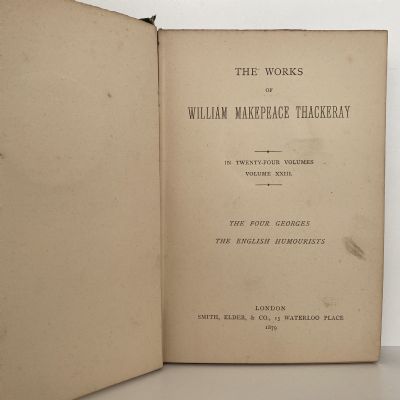 THE WORKS
OF
WILLIAM MAKEPEACE THACKERAY
IN TWENTY-FOUR VOLUMES
VOLUME XXIII.
THE FOUR GEORGES
THE ENGLISH HUMOURISTS
LONDON
SMITH, ELDER, & CO., 15 WATERLOO PLACE
1879